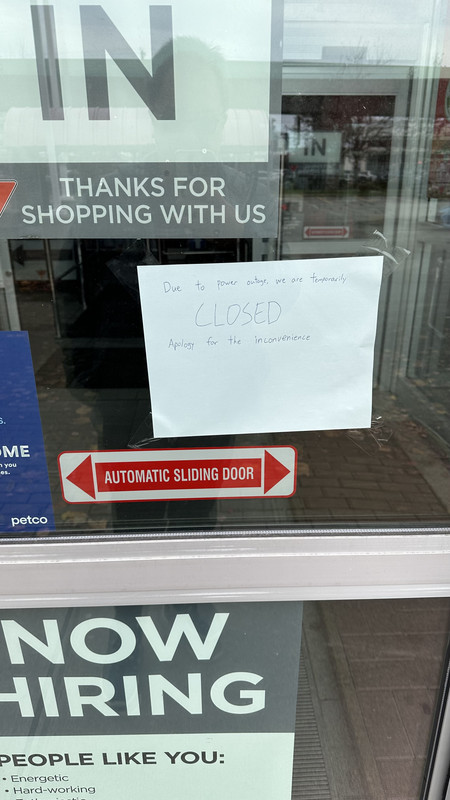 IN
THANKS FOR
SHOPPING WITH US
IN
Due to power outage, we are temporarily
CLOSED
Apology for the inconvenience
AUTOMATIC SLIDING DOOR
petco
NOW
HIRING
PEOPLE LIKE YOU:
• Energetic
• Hard-working